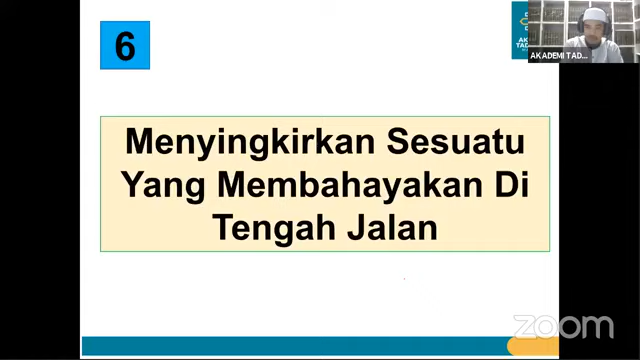 6
AKADEMI TAD...
Menyingkirkan Sesuatu
Yang Membahayakan Di
Tengah Jalan
zoom